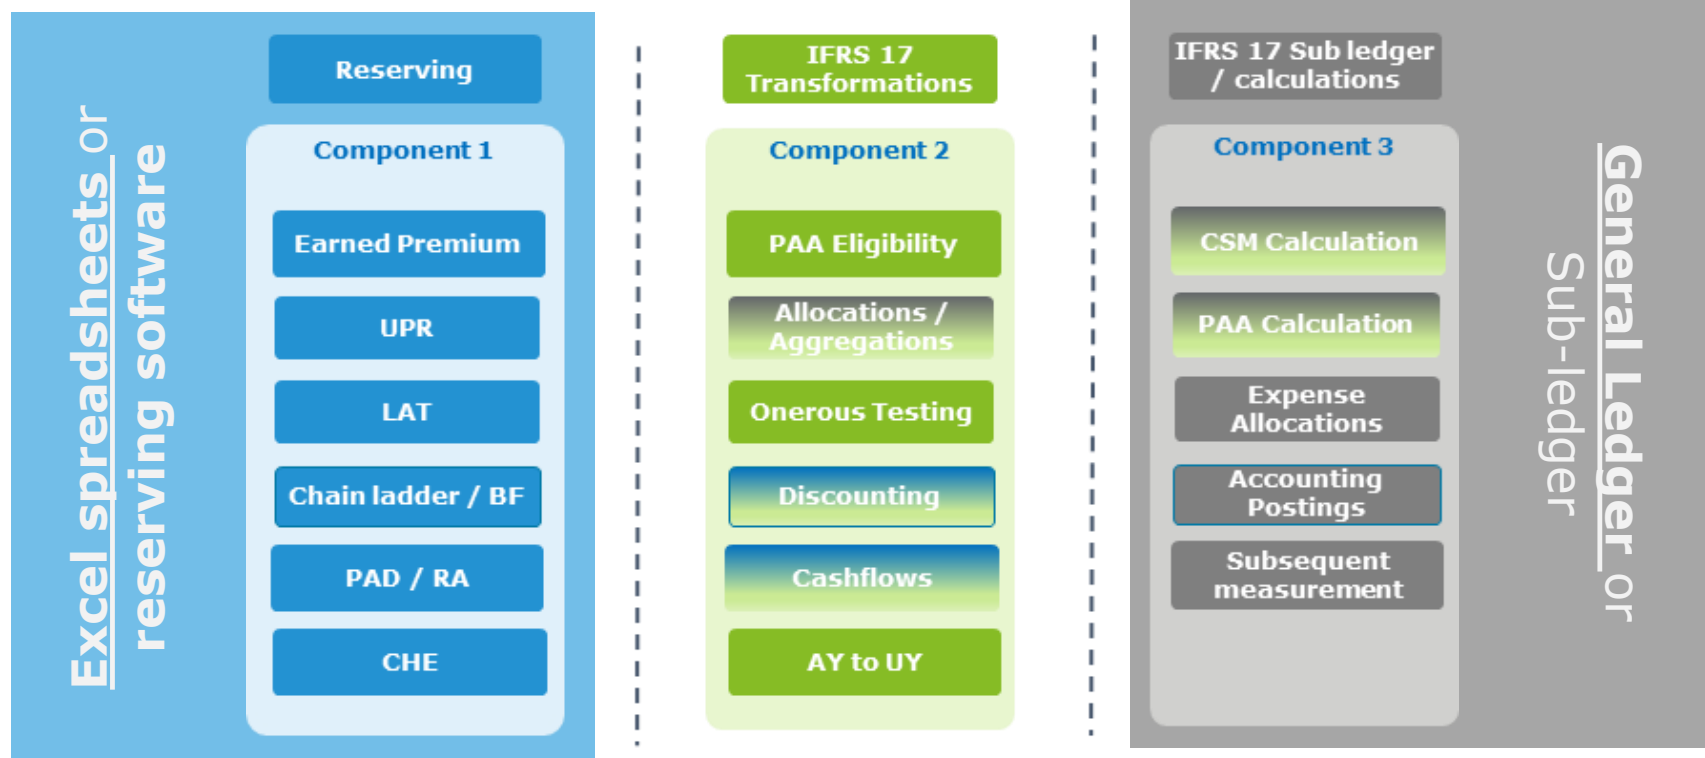 Excel spreadsheets or
reserving software
Reserving
Component 1
Earned Premium
UPR
LAT
Chain ladder / BF
PAD / RA
CHE
IFRS 17
Transformations
Component 2
PAA Eligibility
Allocations /
Aggregations
Onerous Testing
Discounting
Cashflows
AY to UY
IFRS 17 Sub ledger
/ calculations
Component 3
CSM Calculation
PAA Calculation
Expense
Allocations
Accounting
Postings
Subsequent
measurement
General Ledger or
Sub-ledger